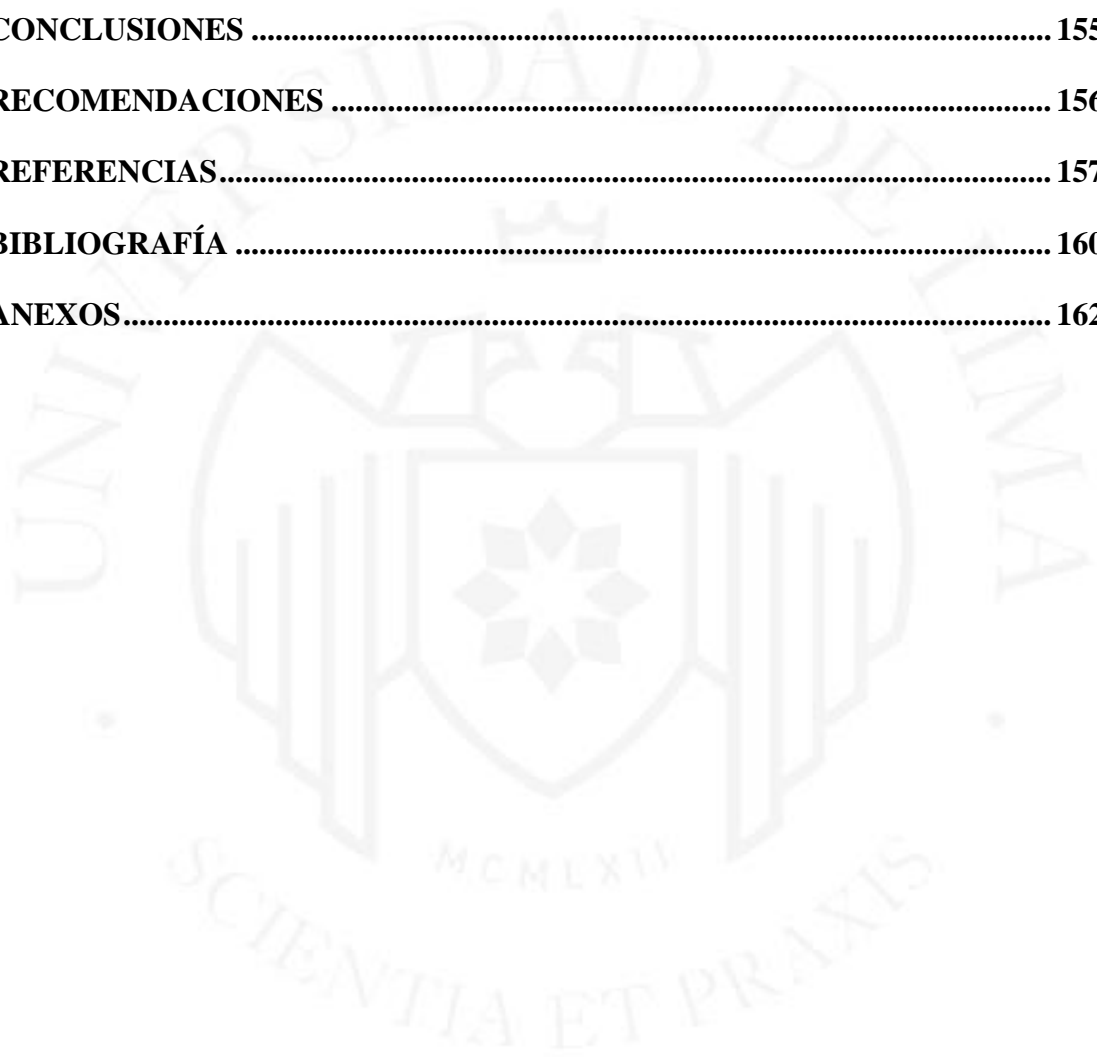 CONCLUSIONES ........................................................................................ 155
RECOMENDACIONES ............................................................................... 156
REFERENCIAS............................................................................................ 157
BIBLIOGRAFÍA .......................................................................................... 160
ANEXOS....................................................................................................... 162
UNIVERSIDAD DE LIMA
MCMLXII
SCIENTIA ET PRAXIS